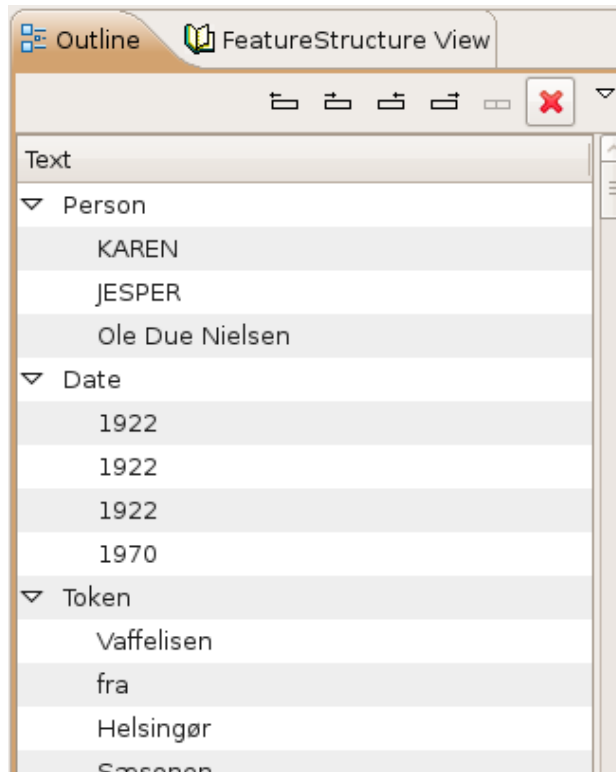 Outline FeatureStructure View
Text
Person
KAREN
JESPER
Ole Due Nielsen
Date
1922
1922
1922
1970
Token
Vaffelisen
fra
Helsingør
Sæsonen